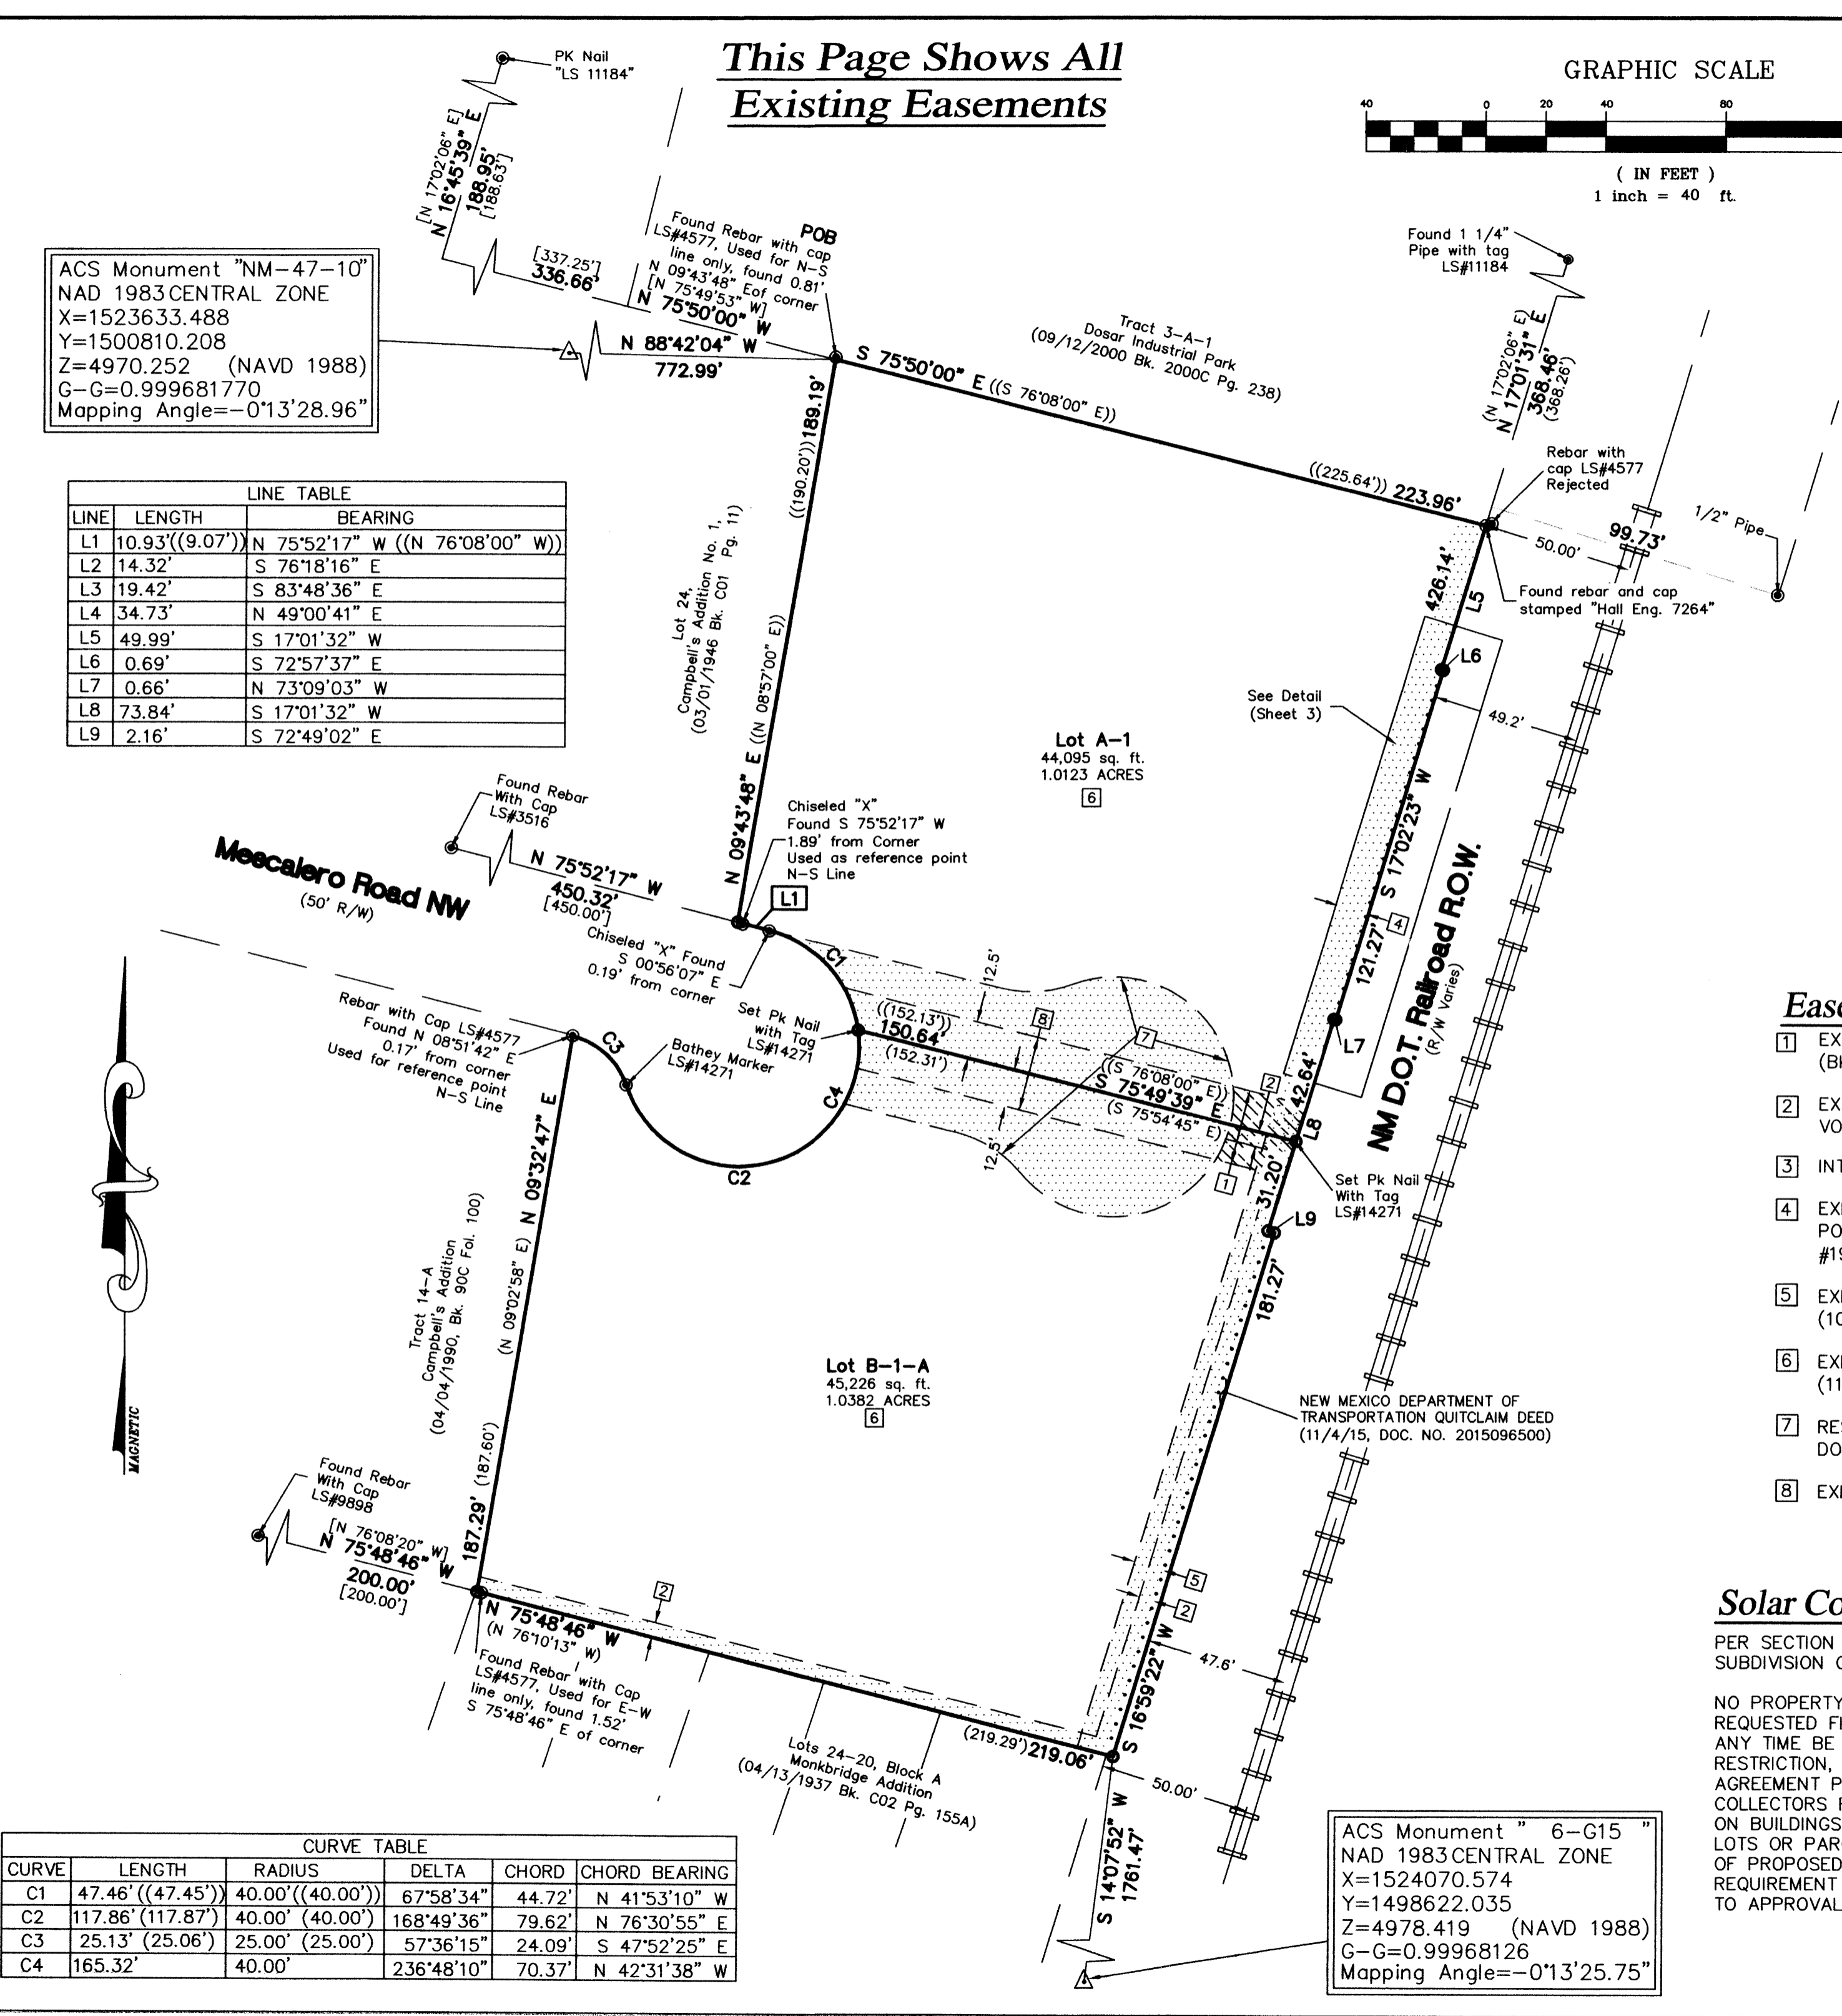 This Page Shows All
Existing Easements
GRAPHIC SCALE
40 0 20 40 80
( IN FEET )
1 inch = 40 ft.
PK Nail
"LS 11184"
[N 17°02'06" E]
N 16°45'39" E
188.95'
[188.63']
[337.25']
336.66'
Found Rebar with cap
LS#4577, Used for N-S
line only, found 0.81'
N 09°43'48" Eof corner
[N 75°49'53" W]
N 75°50'00" W
POB
N 88°42'04" W
772.99'
ACS Monument "NM-47-10"
NAD 1983 CENTRAL ZONE
X=1523633.488
Y=1500810.208
Z=4970.252 (NAVD 1988)
G-G=0.999681770
Mapping Angle=-0°13'28.96"
S 75°50'00" E ((S 76°08'00" E))
((225.64')) 223.96'
Tract 3-A-1
Dosar Industrial Park
(09/12/2000 Bk. 2000C Pg. 238)
Found 1 1/4"
Pipe with tag
LS#11184
(N 17°02'06" E)
N 17°01'31" E
368.46'
(368.26')
Rebar with
cap LS#4577
Rejected
1/2" Pipe
99.73'
50.00'
Found rebar and cap
stamped "Hall Eng. 7264"
LINE TABLE
LINE LENGTH BEARING
L1 10.93'((9.07')) N 75°52'17" W ((N 76°08'00" W))
L2 14.32' S 76°18'16" E
L3 19.42' S 83°48'36" E
L4 34.73' N 49°00'41" E
L5 49.99' S 17°01'32" W
L6 0.69' S 72°57'37" E
L7 0.66' N 73°09'03" W
L8 73.84' S 17°01'32" W
L9 2.16' S 72°49'02" E
((190.20')) 189.19'
N 09°43'48" E ((N 08°57'00" E))
Lot 24,
Campbell's Addition No. 1,
(03/01/1946 Bk. C01 Pg. 11)
426.14'
L5
L6
See Detail
(Sheet 3)
49.2'
Lot A-1
44,095 sq. ft.
1.0123 ACRES
6
S 17°02'23" W
121.27'
4
NM D.O.T. Railroad R.O.W.
(R/W Varies)
L7
Found Rebar
With Cap
LS#3516
N 75°52'17" W
450.32'
[450.00']
Chiseled "X"
Found S 75°52'17" W
1.89' from Corner
Used as reference point
N-S Line
L1
Mescalero Road NW
(50' R/W)
Chiseled "X" Found
S 00°56'07" E
0.19' from corner
C1
Set Pk Nail
with Tag
LS#14271
Rebar with Cap LS#4577
Found N 08°51'42" E
0.17' from corner
Used for reference point
N-S Line
C3
Bathey Marker
LS#14271
C4
C2
12.5'
8
7
((152.13'))
150.64'
(152.31')
((S 76°08'00" E))
S 75°49'39" E
(S 75°54'45" E)
12.5'
2
1
42.64'
L8
31.20'
Set Pk Nail
With Tag
LS#14271
L9
181.27'
N 09°32'47" E
(N 09°02'58" E)
187.29' (187.60')
Tract 14-A
Campbell's Addition
(04/04/1990, Bk. 90C Fol. 100)
MAGNETIC
Lot B-1-A
45,226 sq. ft.
1.0382 ACRES
6
NEW MEXICO DEPARTMENT OF
TRANSPORTATION QUITCLAIM DEED
(11/4/15, DOC. NO. 2015096500)
Found Rebar
With Cap
LS#9898
[N 76°08'20" W]
N 75°48'46" W
200.00'
[200.00']
2
N 75°48'46" W
(N 76°10'13" W)
Found Rebar with Cap
LS#4577, Used for E-W
line only, found 1.52'
S 75°48'46" E of corner
5
2
47.6'
S 16°59'22" W
(219.29') 219.06'
Lots 24-20, Block A
Monkbridge Addition
(04/13/1937 Bk. C02 Pg. 155A)
50.00'
S 14°07'52" W
1761.47'
ACS Monument " 6-G15 "
NAD 1983 CENTRAL ZONE
X=1524070.574
Y=1498622.035
Z=4978.419 (NAVD 1988)
G-G=0.99968126
Mapping Angle=-0°13'25.75"
CURVE TABLE
CURVE LENGTH RADIUS DELTA CHORD CHORD BEARING
C1 47.46' ((47.45')) 40.00'((40.00')) 67°58'34" 44.72' N 41°53'10" W
C2 117.86' (117.87') 40.00' (40.00') 168°49'36" 79.62' N 76°30'55" E
C3 25.13' (25.06') 25.00' (25.00') 57°36'15" 24.09' S 47°52'25" E
C4 165.32' 40.00' 236°48'10" 70.37' N 42°31'38" W
1
2
3
4
#19
5
(10
6
(11
7
8
Solar
PER SECTION
SUBDIVISION
NO PROPERTY
REQUESTED
ANY TIME BE
RESTRICTION,
AGREEMENT
COLLECTORS
ON BUILDINGS
LOTS OR
OF PROPOSED
REQUIREMENT
TO APPROVAL